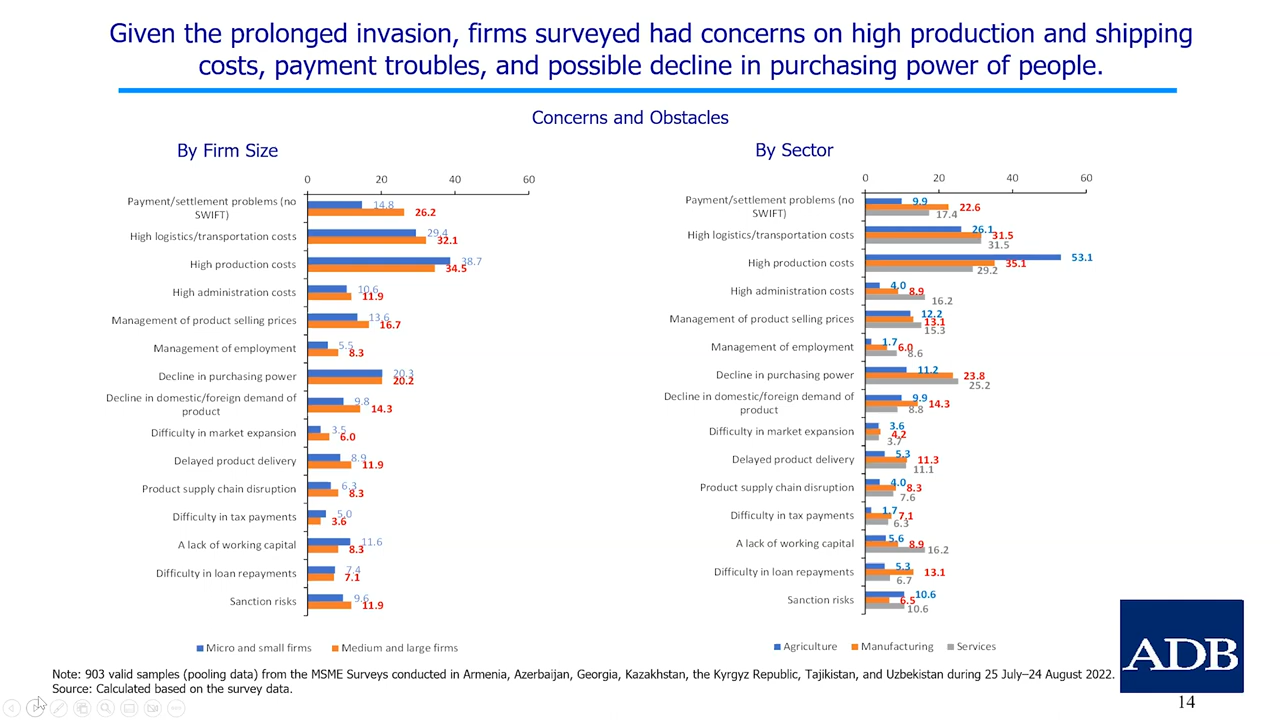 Given the prolonged invasion, firms surveyed had concerns on high production and shipping
costs, payment troubles, and possible decline in purchasing power of people.
Concerns and Obstacles
By Firm Size
0 20 40 60
Payment/settlement problems (no
SWIFT)
14.8
26.2
High logistics/transportation costs
29.4
32.1
High production costs
38.7
34.5
High administration costs
10.6
11.9
Management of product selling prices
13.6
16.7
Management of employment
5.5
8.3
Decline in purchasing power
20.3
20.2
Decline in domestic/foreign demand of
product
9.8
14.3
Difficulty in market expansion
3.5
6.0
Delayed product delivery
8.9
11.9
Product supply chain disruption
6.3
8.3
Difficulty in tax payments
5.0
3.6
A lack of working capital
11.6
8.3
Difficulty in loan repayments
7.4
7.1
Sanction risks
9.6
11.9
Micro and small firms Medium and large firms
By Sector
0 20 40 60
Payment/settlement problems (no
SWIFT)
9.9
22.6
17.4
High logistics/transportation costs
26.1
31.5
31.5
High production costs
53.1
35.1
29.2
High administration costs
4.0
8.9
16.2
Management of product selling prices
12.2
13.1
15.3
Management of employment
1.7
6.0
8.6
Decline in purchasing power
11.2
23.8
25.2
Decline in domestic/foreign demand of
product
9.9
14.3
8.8
Difficulty in market expansion
3.6
4.2
3.7
Delayed product delivery
5.3
11.3
11.1
Product supply chain disruption
4.0
8.3
7.6
Difficulty in tax payments
1.7
7.1
6.3
A lack of working capital
5.6
8.9
16.2
Difficulty in loan repayments
5.3
13.1
6.7
Sanction risks
10.6
6.5
10.6
Agriculture Manufacturing Services
Note: 903 valid samples (pooling data) from the MSME Surveys conducted in Armenia, Azerbaijan, Georgia, Kazakhstan, the Kyrgyz Republic, Tajikistan, and Uzbekistan during 25 July–24 August 2022.
Source: Calculated based on the survey data.
ADB
14